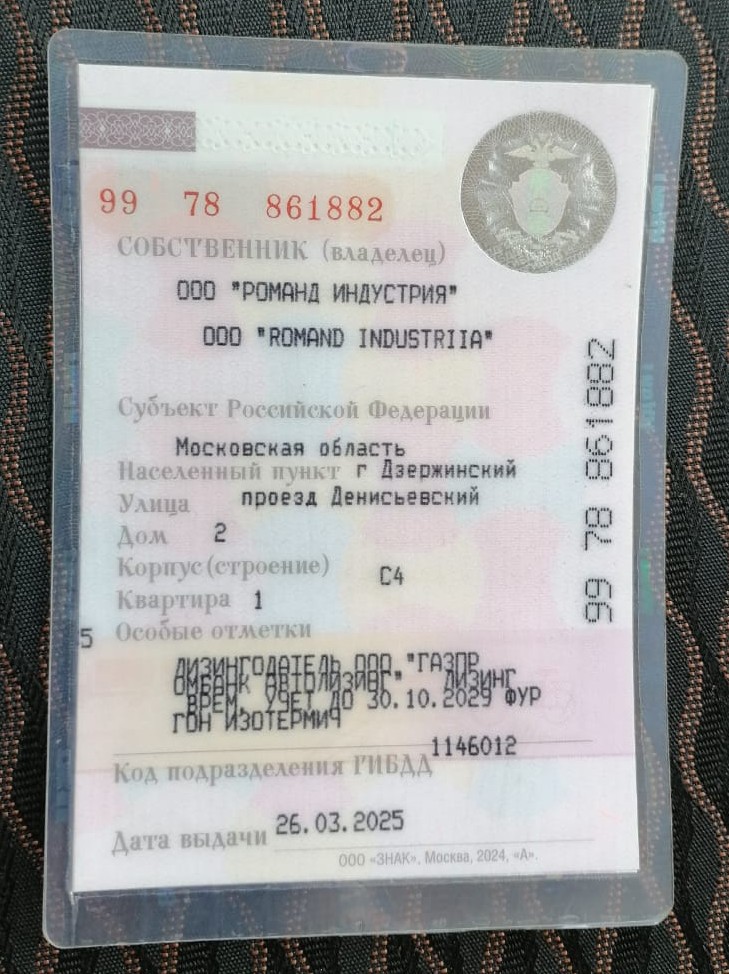 99 78 861882
СОБСТВЕННИК (владелец)
ООО "РОМАНД ИНДУСТРИЯ"
ООО "ROMAND INDUSTRIIA"
Субъект Российской Федерации
Московская область
Населенный пункт г Дзержинский
Улица проезд Денисьевский
Дом 2
Корпус (строение) С4
Квартира 1
5 Особые отметки
ЛИЗИНГОДАТЕЛЬ ООО "ГАЗПР
ОМБАНК АВТОЛИЗИНГ" ЛИЗИНГ
ВРЕМ. УЧЕТ ДО 30.10.2029 ФУР
ГОН ИЗОТЕРМИЧ
Код подразделения ГИБДД 1146012
Дата выдачи 26.03.2025
ООО «ЗНАК», Москва, 2024, «А».
99 78 861882